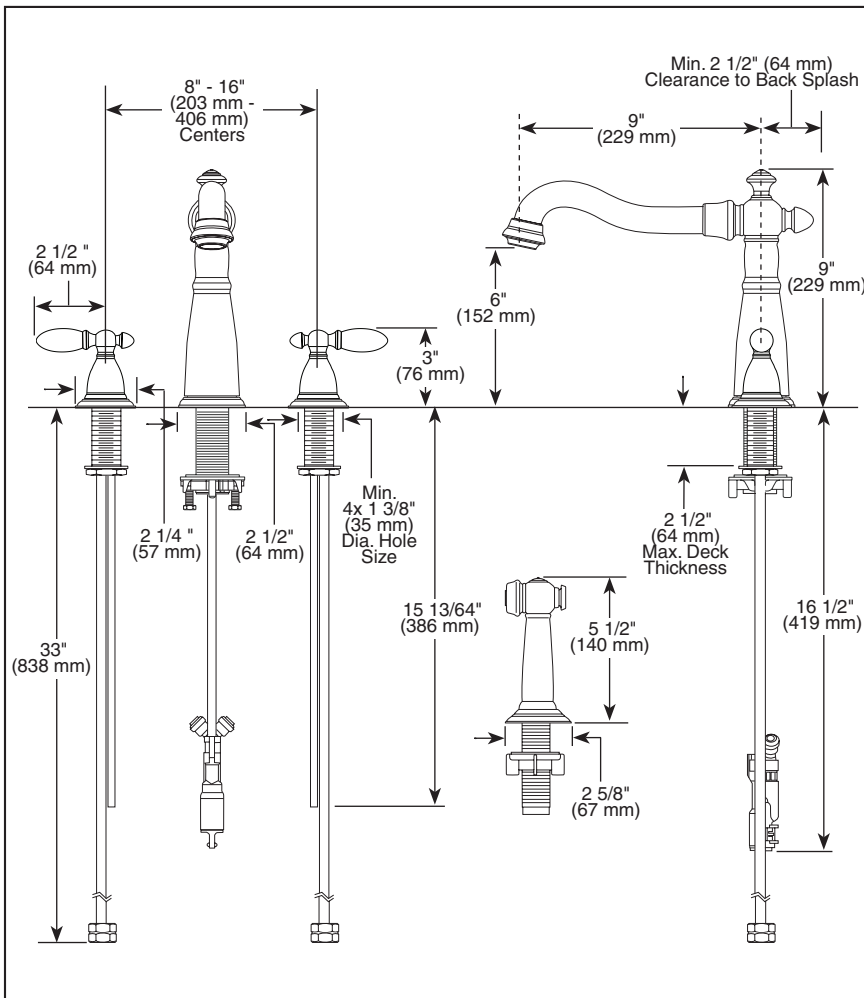 8" - 16"
(203 mm -
406 mm)
Centers
Min. 2 1/2" (64 mm)
Clearance to Back Splash
9"
(229 mm)
2 1/2 "
(64 mm)
6"
(152 mm)
9"
(229 mm)
3"
(76 mm)
2 1/4 "
(57 mm)
2 1/2"
(64 mm)
Min.
4x 1 3/8"
(35 mm)
Dia. Hole
Size
2 1/2"
(64 mm)
Max. Deck
Thickness
15 13/64"
(386 mm)
5 1/2"
(140 mm)
16 1/2"
(419 mm)
33"
(838 mm)
2 5/8"
(67 mm)